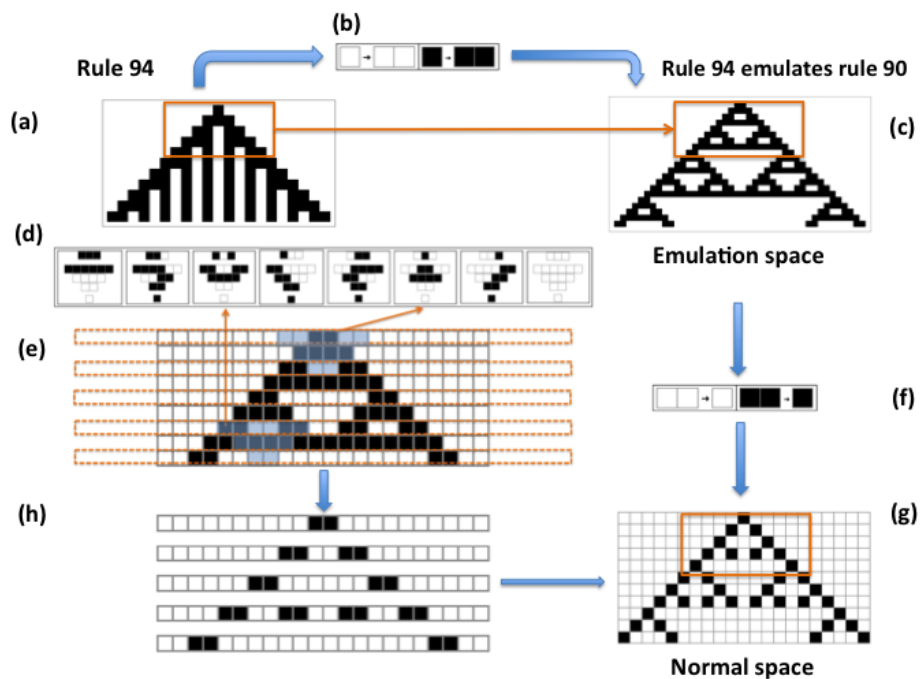 (b)
Rule 94
Rule 94 emulates rule 90
(a)
(c)
(d)
Emulation space
(e)
(f)
(h)
(g)
Normal space